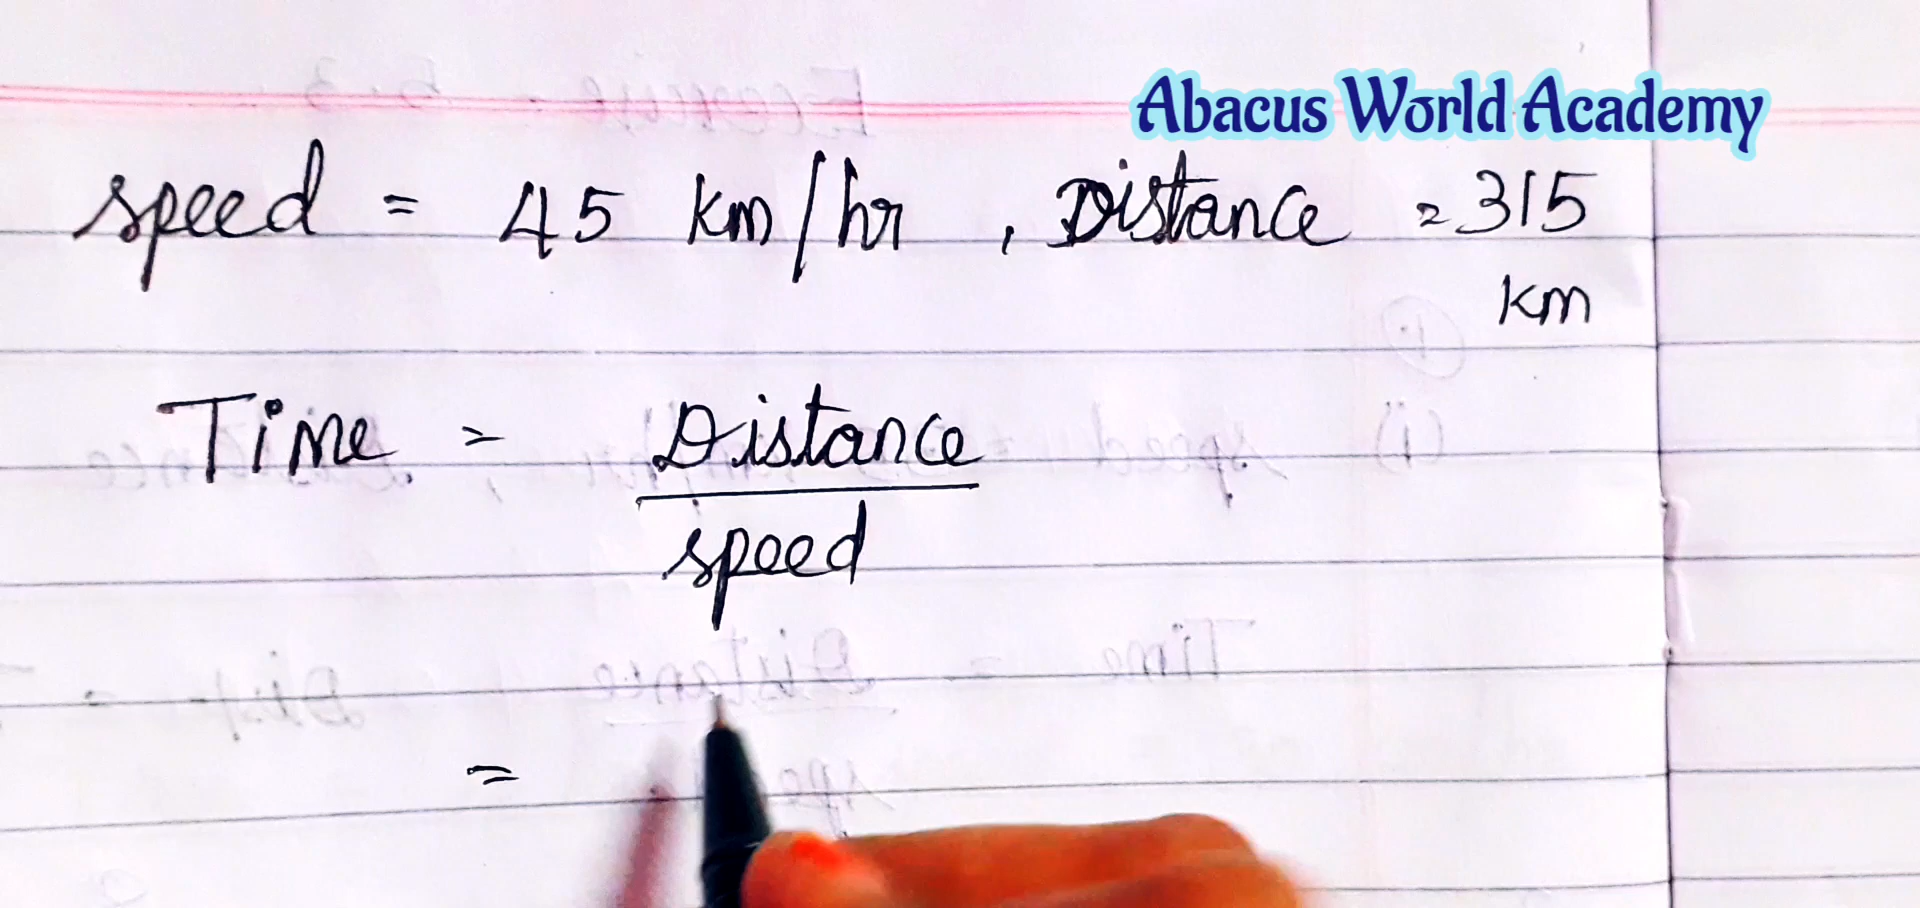 Abacus World Academy
speed = 45 km/hr , Distance = 315
km
Time = Distance
speed
=